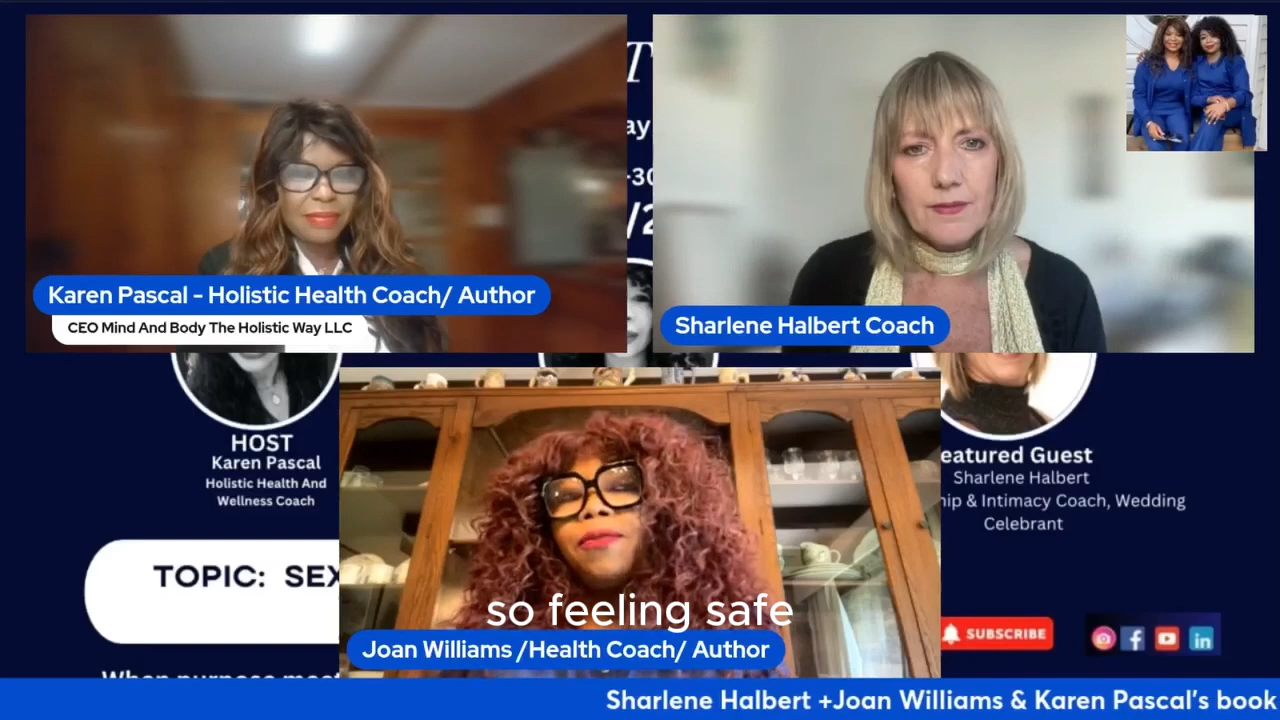 Karen Pascal - Holistic Health Coach/ Author
CEO Mind And Body The Holistic Way LLC
Sharlene Halbert Coach
HOST
Karen Pascal
Holistic Health And
Wellness Coach
eatured Guest
Sharlene Halbert
ip & Intimacy Coach, Wedding
Celebrant
TOPIC: SEX
so feeling safe
Joan Williams /Health Coach/ Author
SUBSCRIBE
Sharlene Halbert +Joan Williams & Karen Pascal's book